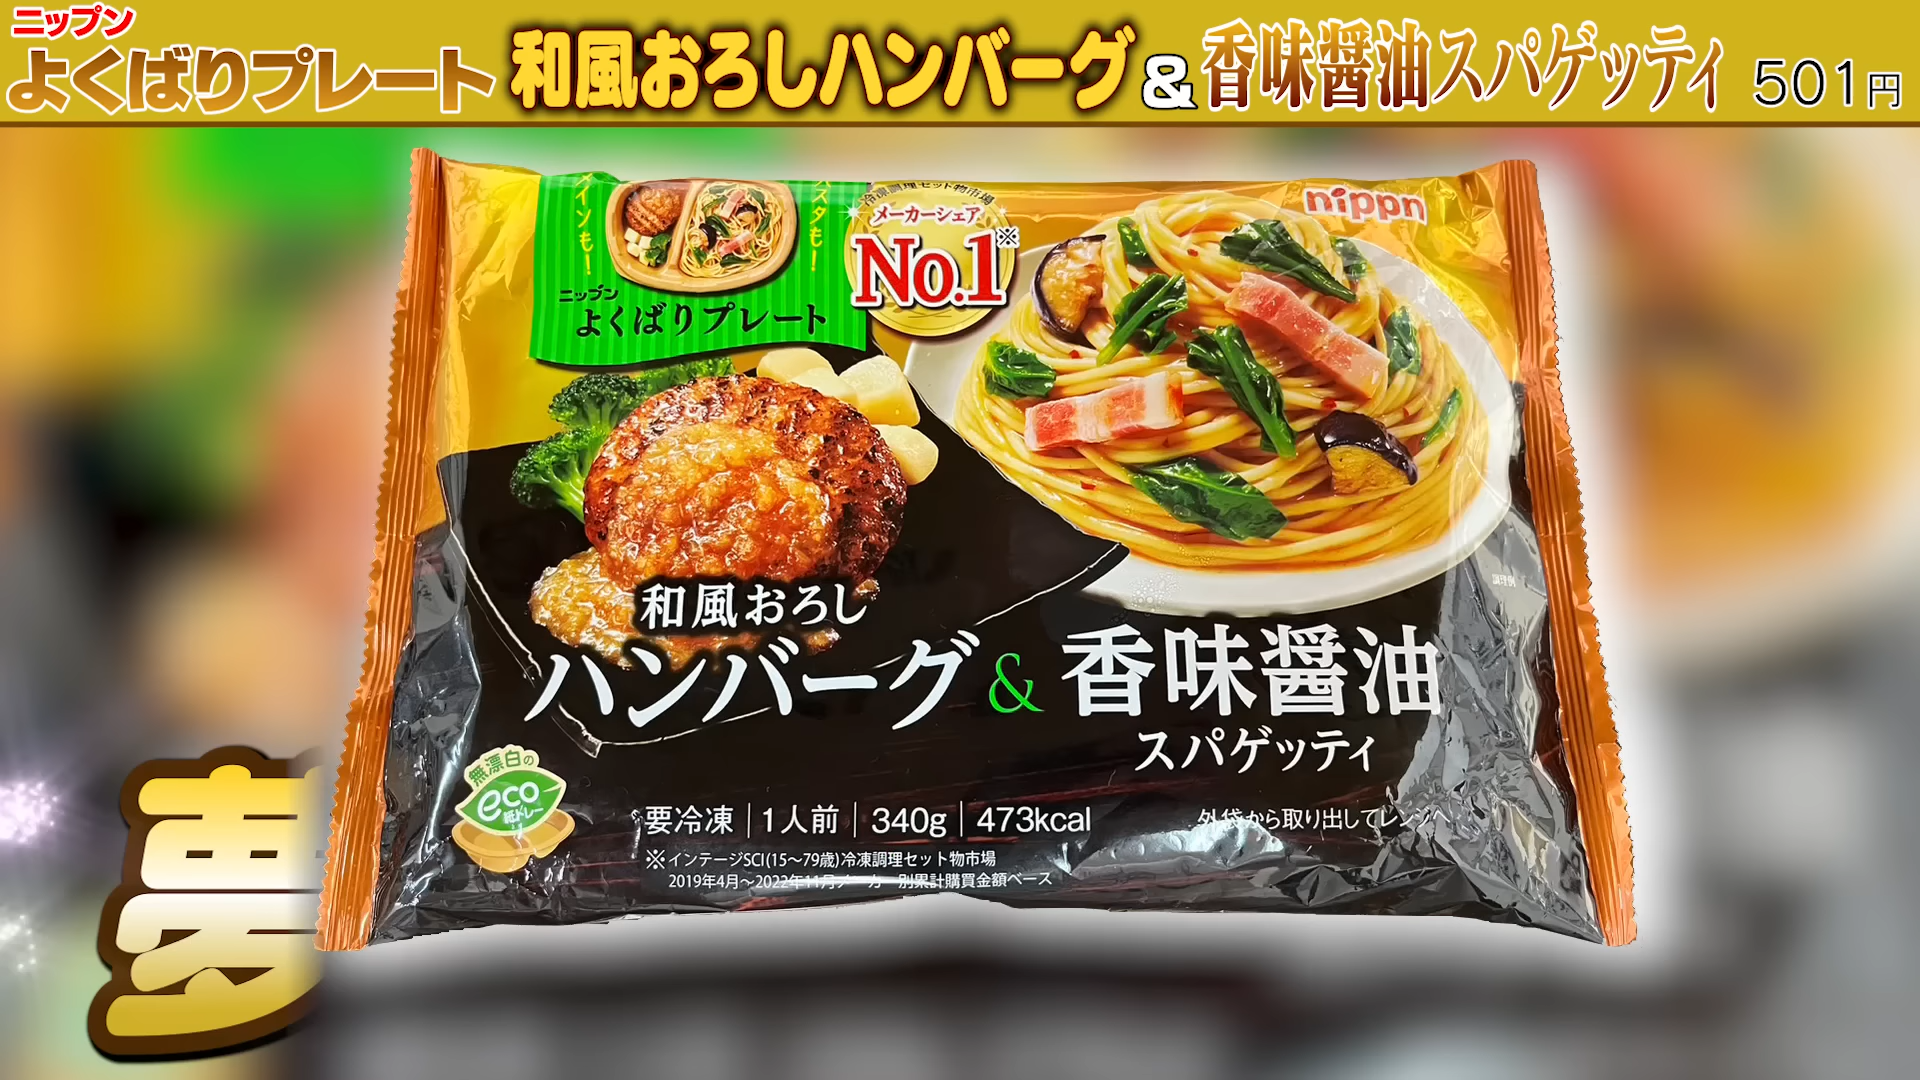 ニップン
よくばりプレート 和風おろしハンバーグ&香味醤油スパゲッティ 501円
メインも!
パスタも!
冷凍調理セット物市場
メーカーシェア
No.1※
nippn
ニップン
よくばりプレート
調理例
和風おろし
ハンバーグ&香味醤油
スパゲッティ
無漂白の
eco
紙トレー
要冷凍 | 1人前 | 340g | 473kcal
外袋から取り出してレンジへ
※インテージSCI(15〜79歳)冷凍調理セット物市場
2019年4月〜2022年11月メーカー別累計購買金額ベース
夢